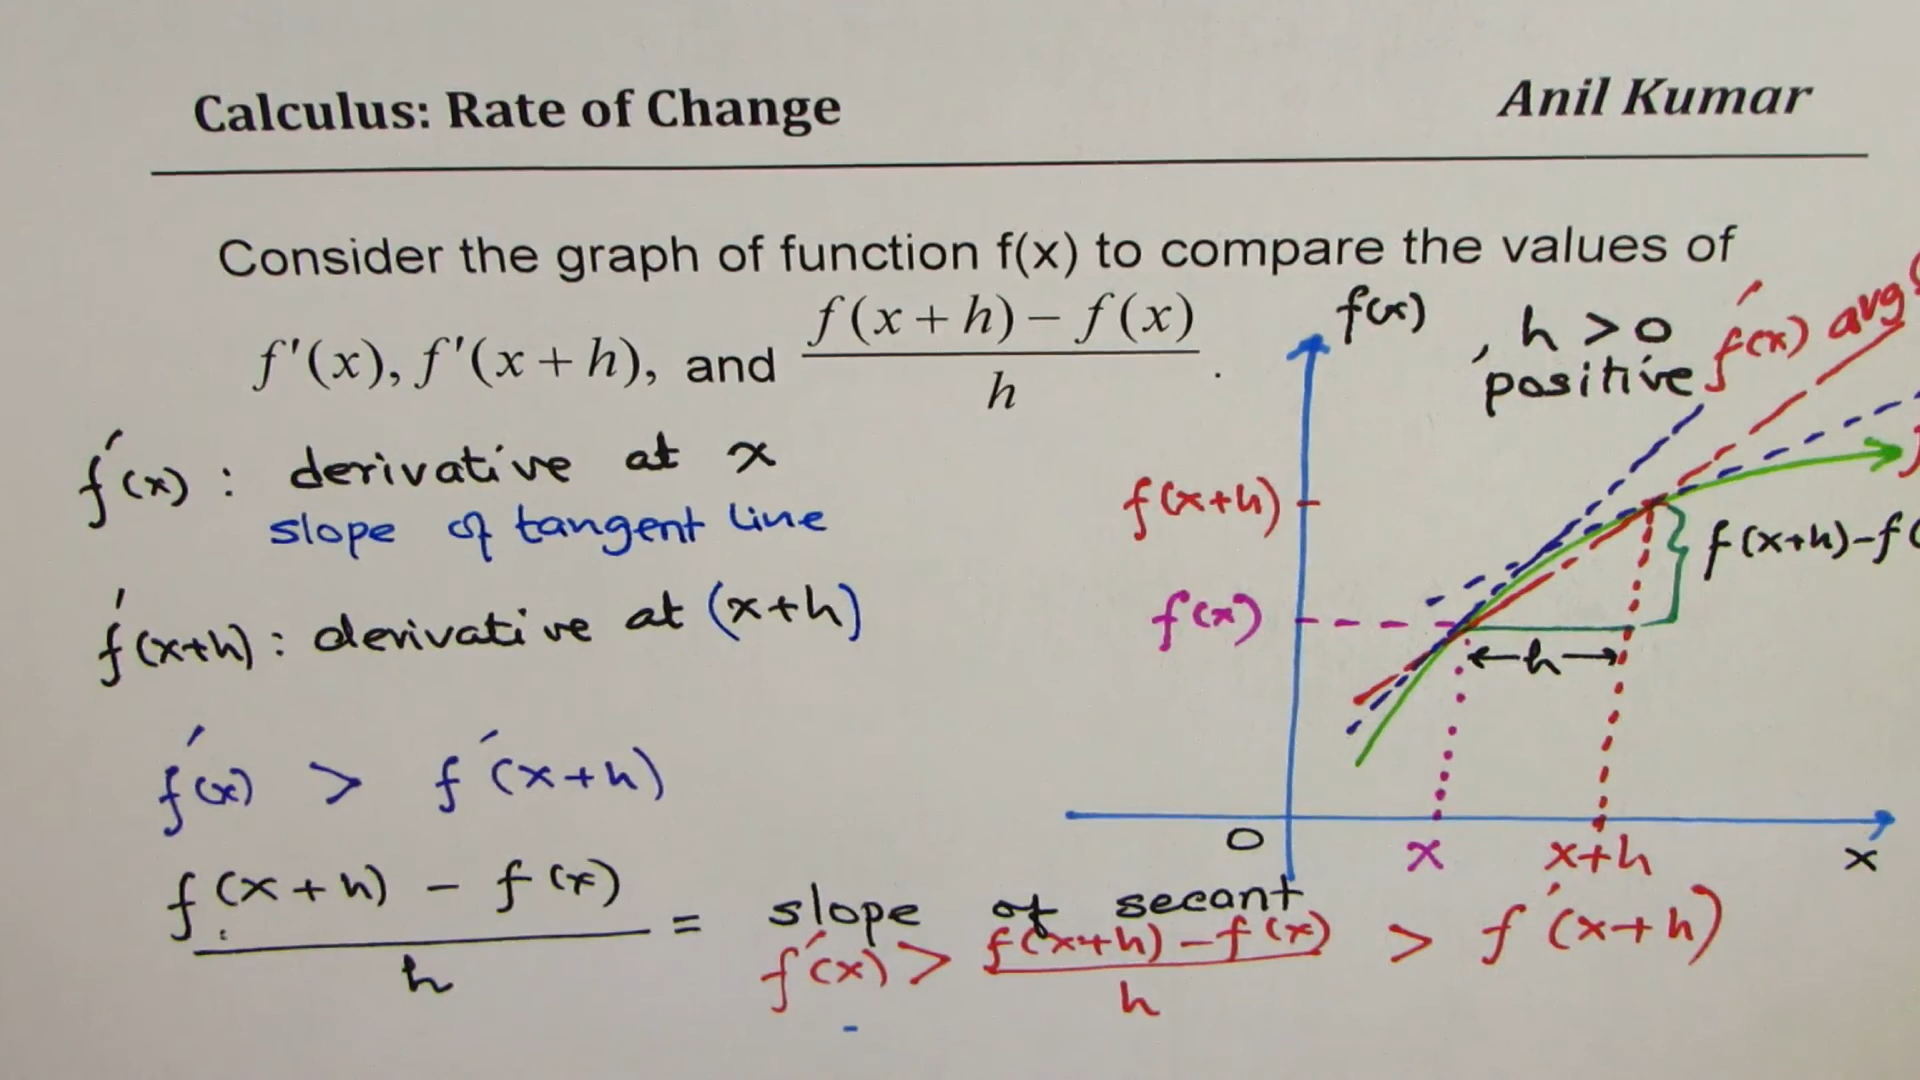 Calculus: Rate of Change
Anil Kumar
Consider the graph of function f(x) to compare the values of
f'(x), f'(x+h), and (f(x+h) − f(x)) / h .
f'(x) : derivative at x
slope of tangent line
f'(x+h) : derivative at (x+h)
f'(x) > f'(x+h)
(f(x+h) − f(x)) / h = slope of secant
f'(x) > (f(x+h) − f(x)) / h > f'(x+h)
f(x)
, h > 0
positive
f'(x)
avg
f(x+h)
f(x+h)−f(
f(x)
←h→
0
x
x+h
x